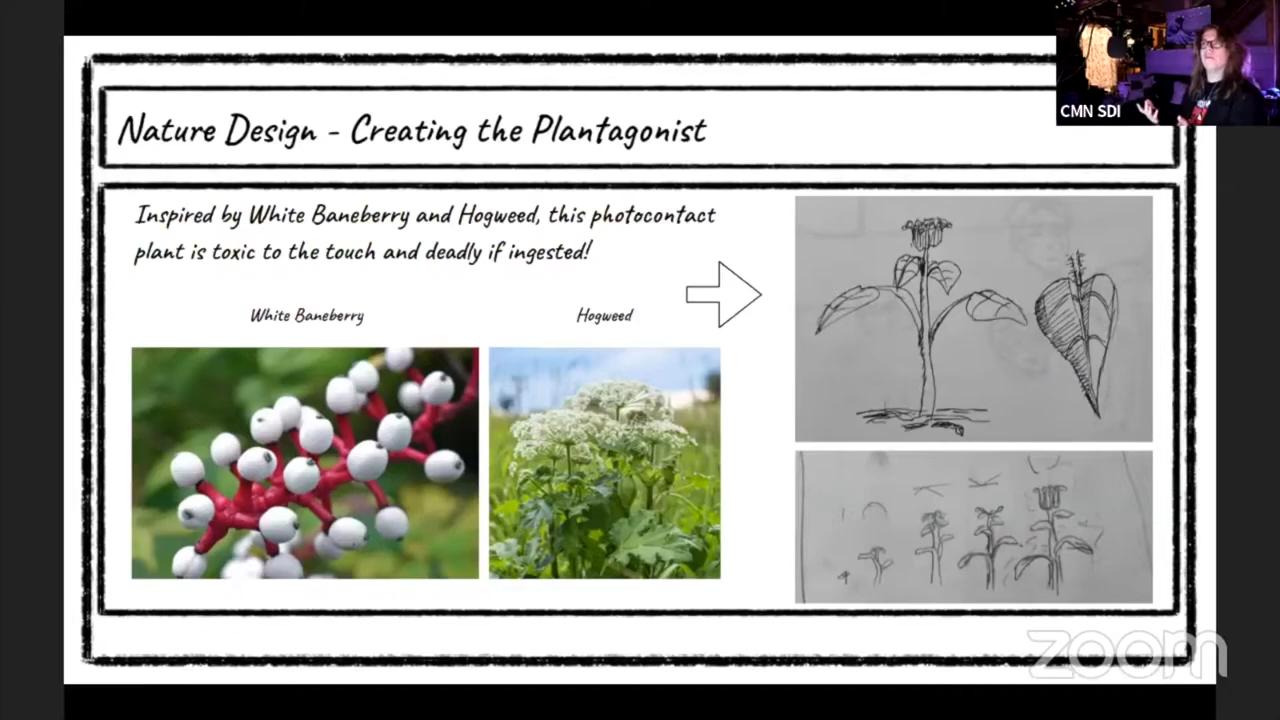 Nature Design - Creating the Plantagonist
CMN SDI
Inspired by White Baneberry and Hogweed, this photocontact
plant is toxic to the touch and deadly if ingested!
White Baneberry
Hogweed
zoom